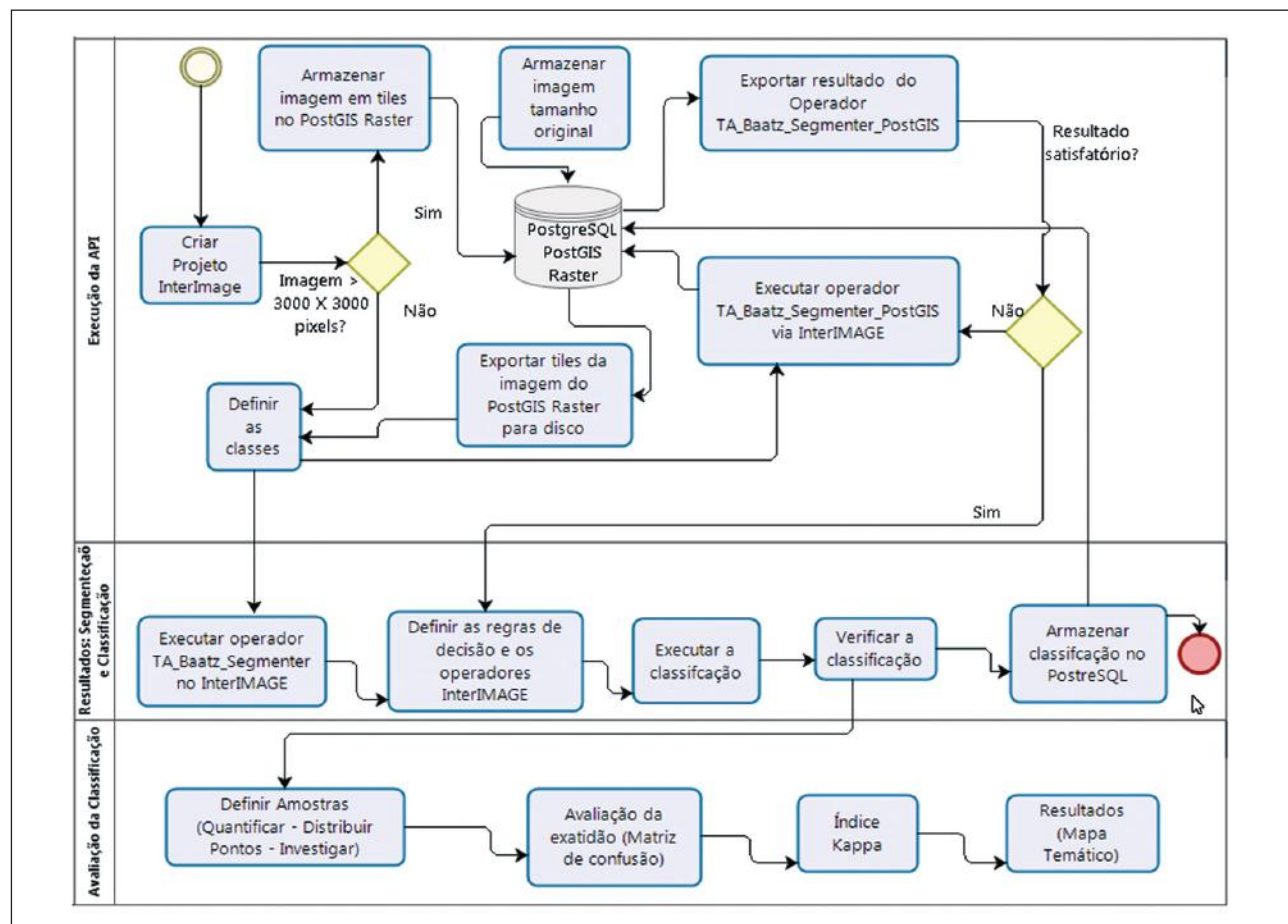 Execução da API
Armazenar
imagem em tiles
no PostGIS Raster
Armazenar
imagem
tamanho
original
Exportar resultado do
Operador
TA_Baatz_Segmenter_PostGIS
Resultado
satisfatório?
Criar
Projeto
InterImage
Imagem >
3000 X 3000
pixels?
Sim
Não
PostgreSQL
PostGIS
Raster
Executar operador
TA_Baatz_Segmenter_PostGIS
via InterIMAGE
Não
Exportar tiles da
imagem do
PostGIS Raster
para disco
Definir
as
classes
Sim
Resultados: Segmenteção
e Classificação
Executar operador
TA_Baatz_Segmenter
no InterIMAGE
Definir as regras de
decisão e os
operadores
InterIMAGE
Executar a
classifcação
Verificar a
classificação
Armazenar
classifcação no
PostreSQL
Avaliação da Classificação
Definir Amostras
(Quantificar - Distribuir
Pontos - Investigar)
Avaliação da
exatidão (Matriz
de confusão)
Índice
Kappa
Resultados
(Mapa
Temático)